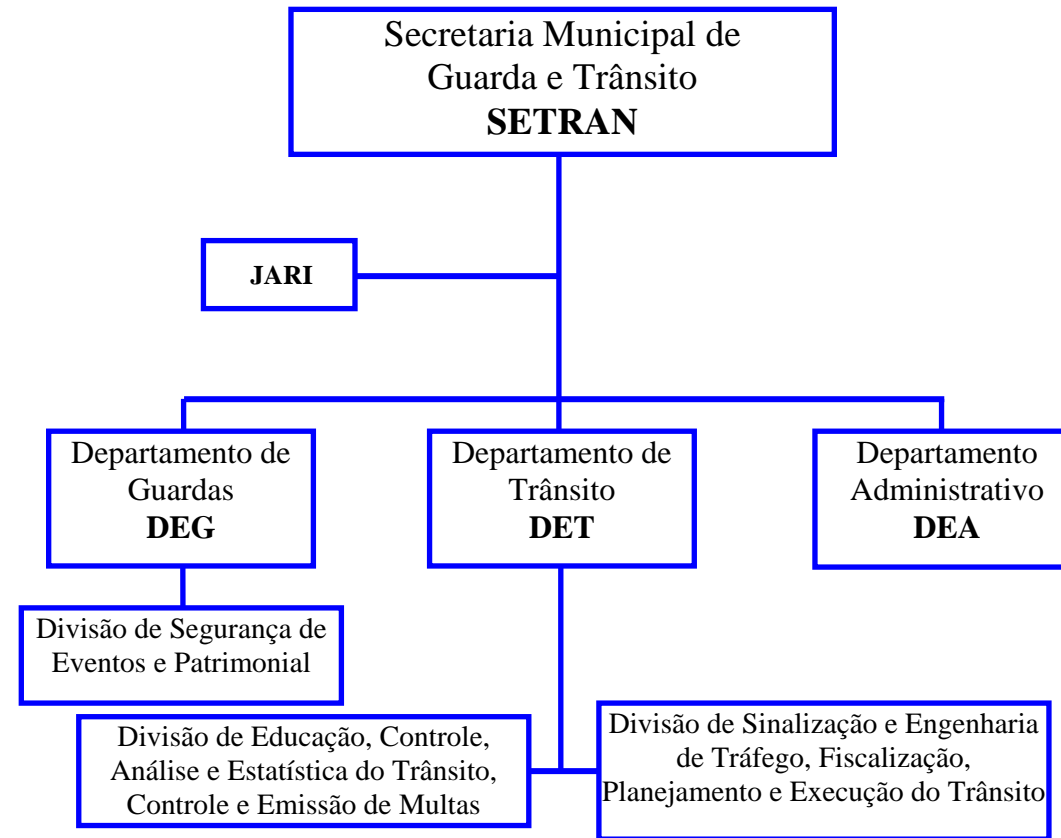 Secretaria Municipal de
Guarda e Trânsito
SETRAN
JARI
Departamento de
Guardas
DEG
Departamento de
Trânsito
DET
Departamento
Administrativo
DEA
Divisão de Segurança de
Eventos e Patrimonial
Divisão de Educação, Controle,
Análise e Estatística do Trânsito,
Controle e Emissão de Multas
Divisão de Sinalização e Engenharia
de Tráfego, Fiscalização,
Planejamento e Execução do Trânsito